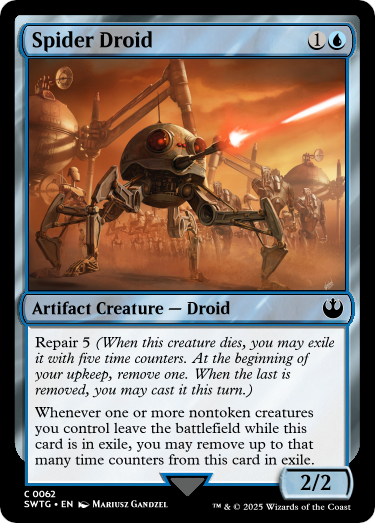 Spider Droid 1
Artifact Creature — Droid
Repair 5 (When this creature dies, you may exile
it with five time counters. At the beginning of
your upkeep, remove one. When the last is
removed, you may cast it this turn.)
Whenever one or more nontoken creatures
you control leave the battlefield while this
card is in exile, you may remove up to that
many time counters from this card in exile.
2/2
C 0062
SWTG • EN Mariusz Gandzel ™ & © 2025 Wizards of the Coast